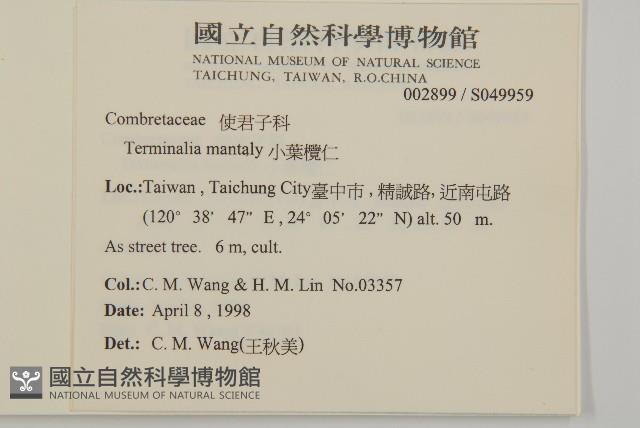 國立自然科學博物館
NATIONAL MUSEUM OF NATURAL SCIENCE
TAICHUNG, TAIWAN, R.O.CHINA
002899 / S049959
Combretaceae 使君子科
Terminalia mantaly 小葉欖仁
Loc.:Taiwan , Taichung City臺中市 , 精誠路, 近南屯路
(120° 38' 47" E , 24° 05' 22" N) alt. 50 m.
As street tree. 6 m, cult.
Col.: C. M. Wang & H. M. Lin No.03357
Date: April 8 , 1998
Det.: C. M. Wang(王秋美)
國立自然科學博物館
NATIONAL MUSEUM OF NATURAL SCIENCE